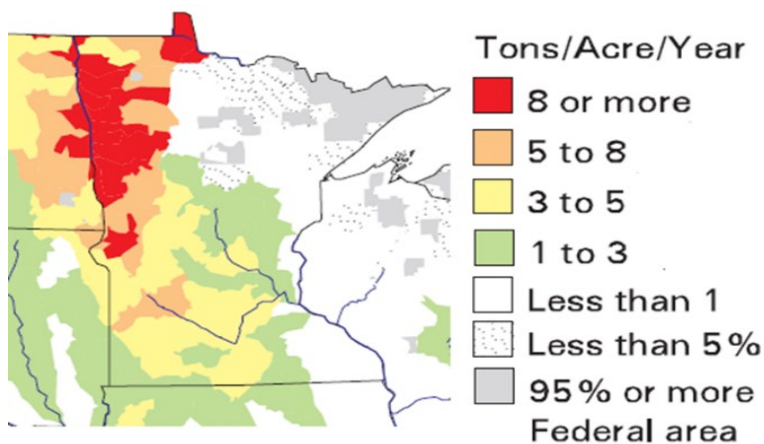 Tons/Acre/Year
8 or more
5 to 8
3 to 5
1 to 3
Less than 1
Less than 5%
95% or more
Federal area